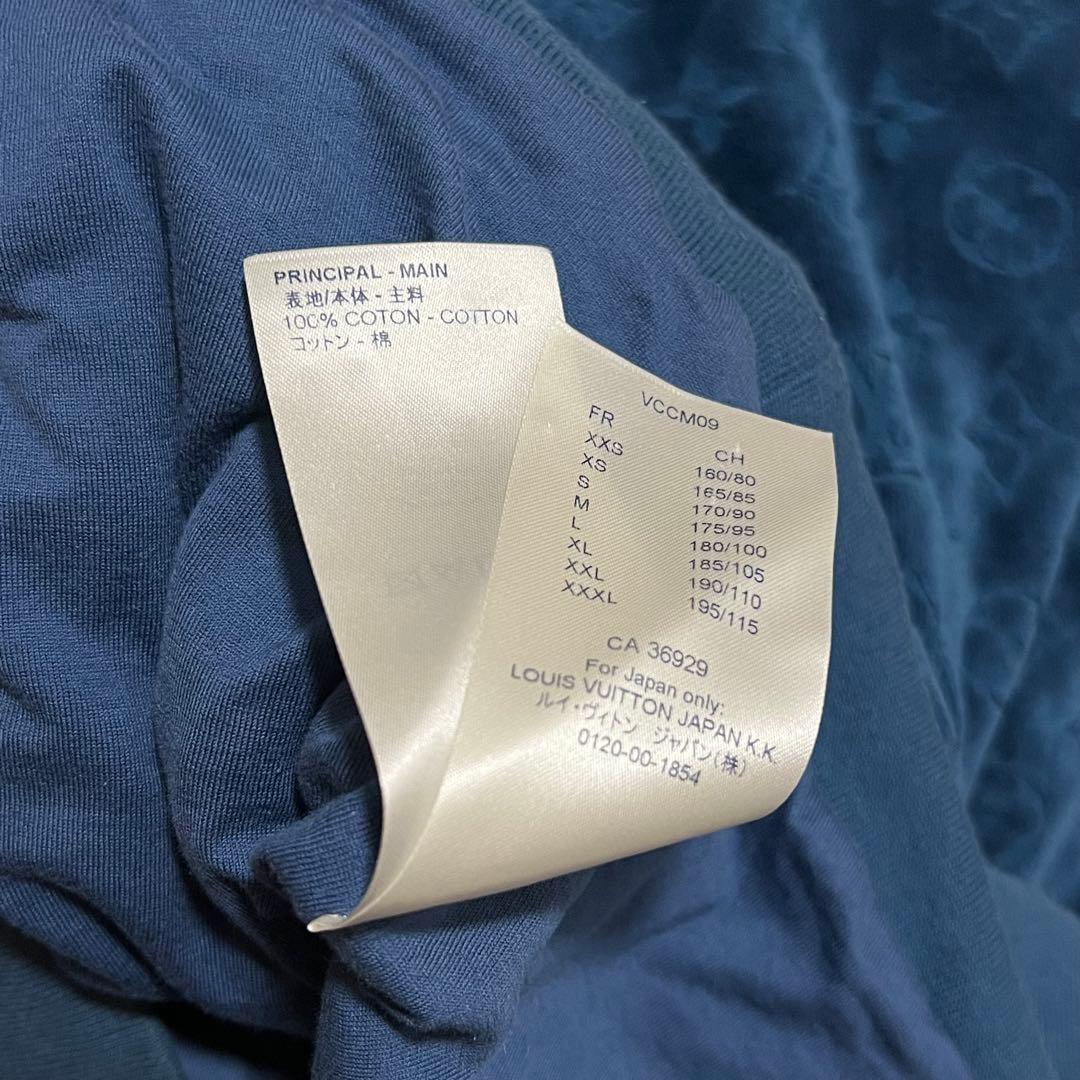 PRINCIPAL - MAIN
表地/本体 - 主料
100% COTON - COTTON
コットン - 棉
VCCM09
FR CH
XXS 160/80
XS 165/85
S 170/90
M 175/95
L 180/100
XL 185/105
XXL 190/110
XXXL 195/115
CA 36929
For Japan only:
LOUIS VUITTON JAPAN K.K.
ルイ・ヴィトン ジャパン(株)
0120-00-1854